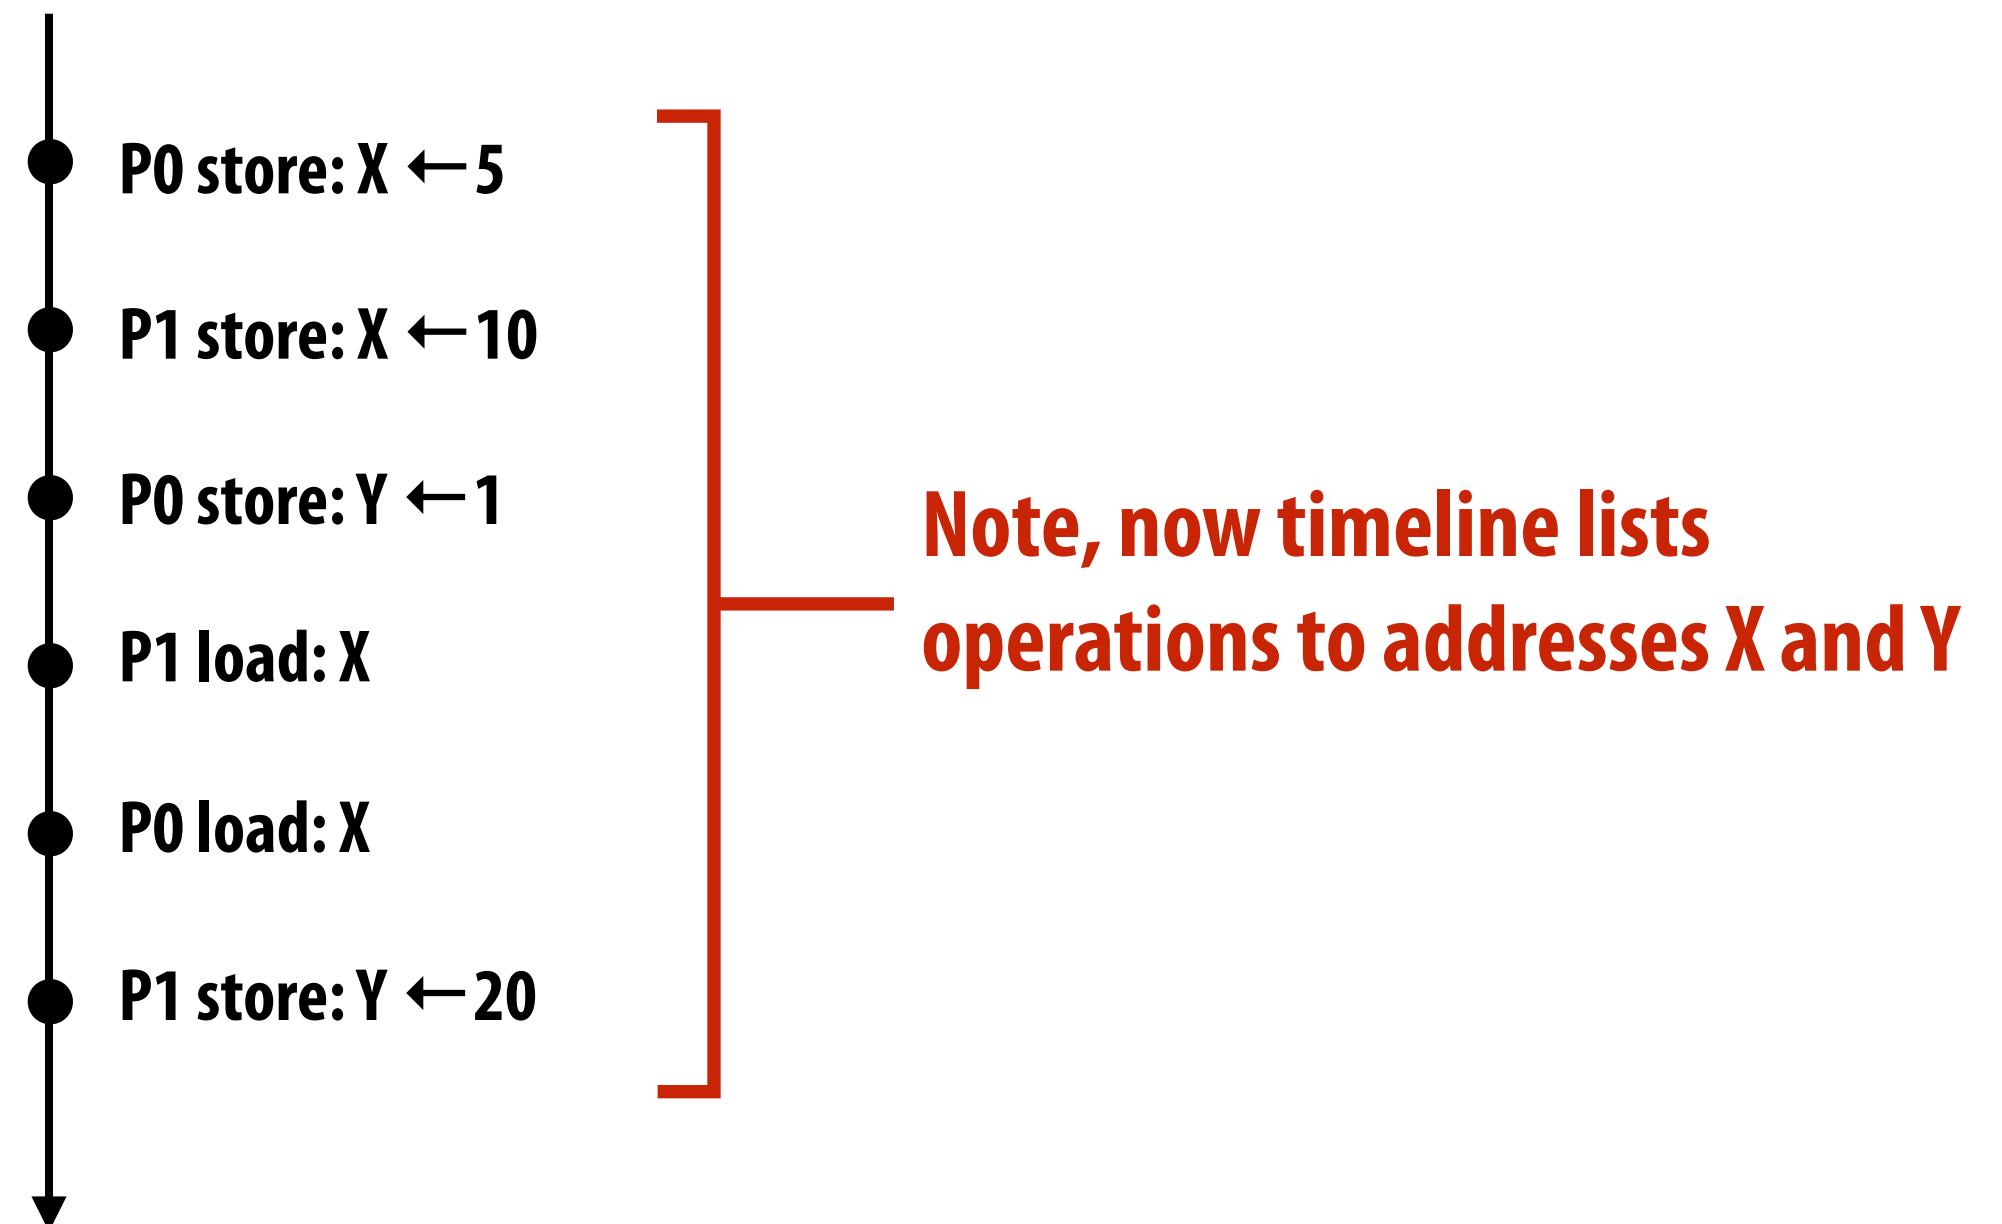 P0 store: X ← 5
P1 store: X ← 10
P0 store: Y ← 1
P1 load: X
P0 load: X
P1 store: Y ← 20
Note, now timeline lists
operations to addresses X and Y